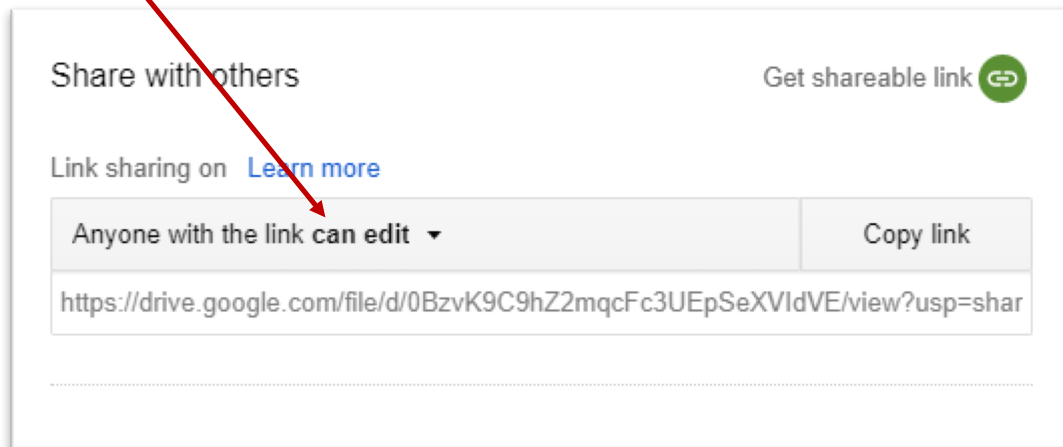 Share with others
Get shareable link
Link sharing on Learn more
Anyone with the link can edit
Copy link
https://drive.google.com/file/d/0BzvK9C9hZ2mqcFc3UEpSeXVIdVE/view?usp=shar